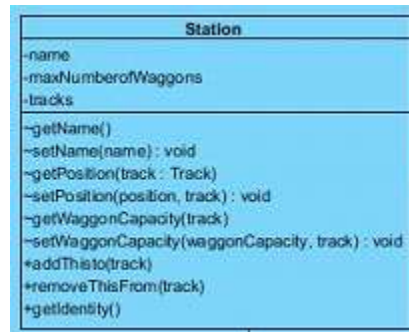 Station
-name
-maxNumberofWaggons
-tracks
~getName()
~setName(name) : void
~getPosition(track : Track)
~setPosition(position, track) : void
~getWaggonCapacity(track)
~setWaggonCapacity(waggonCapacity, track) : void
+addThisto(track)
+removeThisFrom(track)
+getIdentity()